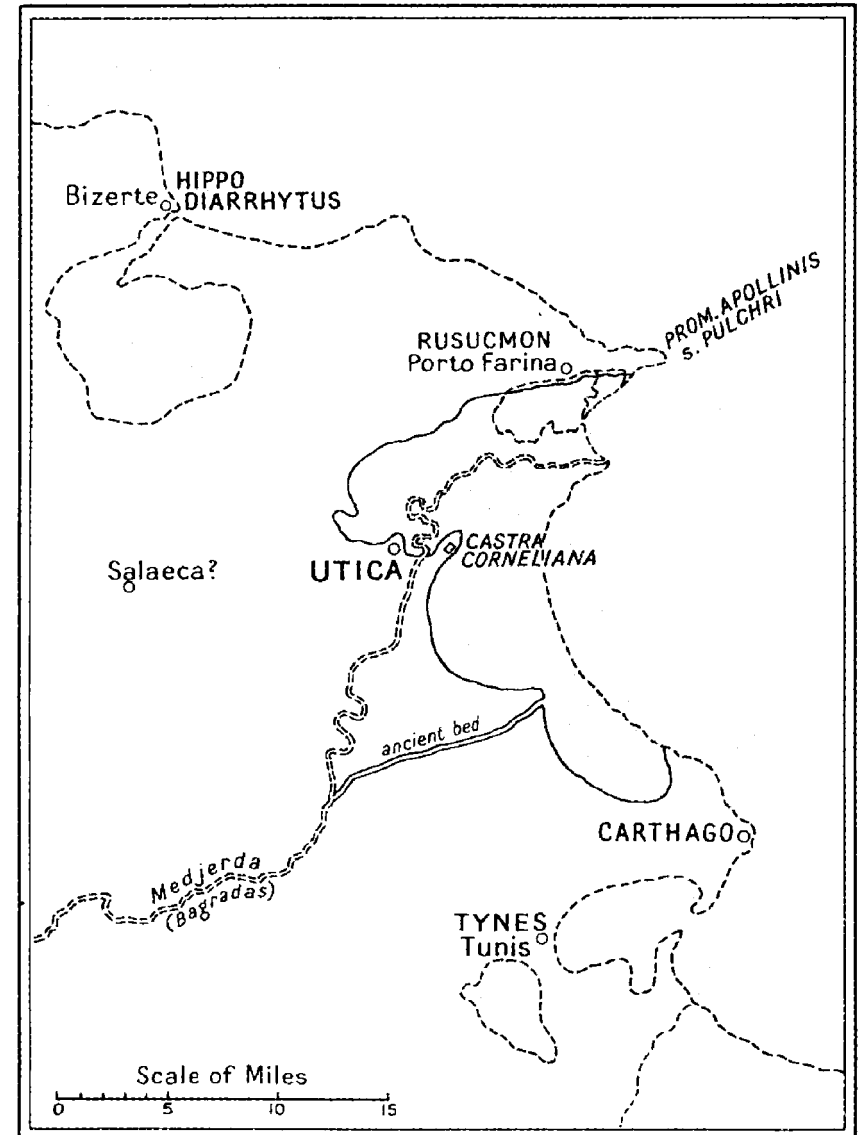 HIPPO
Bizerte DIARRHYTUS
PROM. APOLLINIS
s. PULCHRI
RUSUCMON
Porto Farina
CASTRA
CORNELIANA
UTICA
Salaeca?
ancient bed
CARTHAGO
Medjerda
(Bagradas)
TYNES
Tunis
Scale of Miles
0 5 10 15